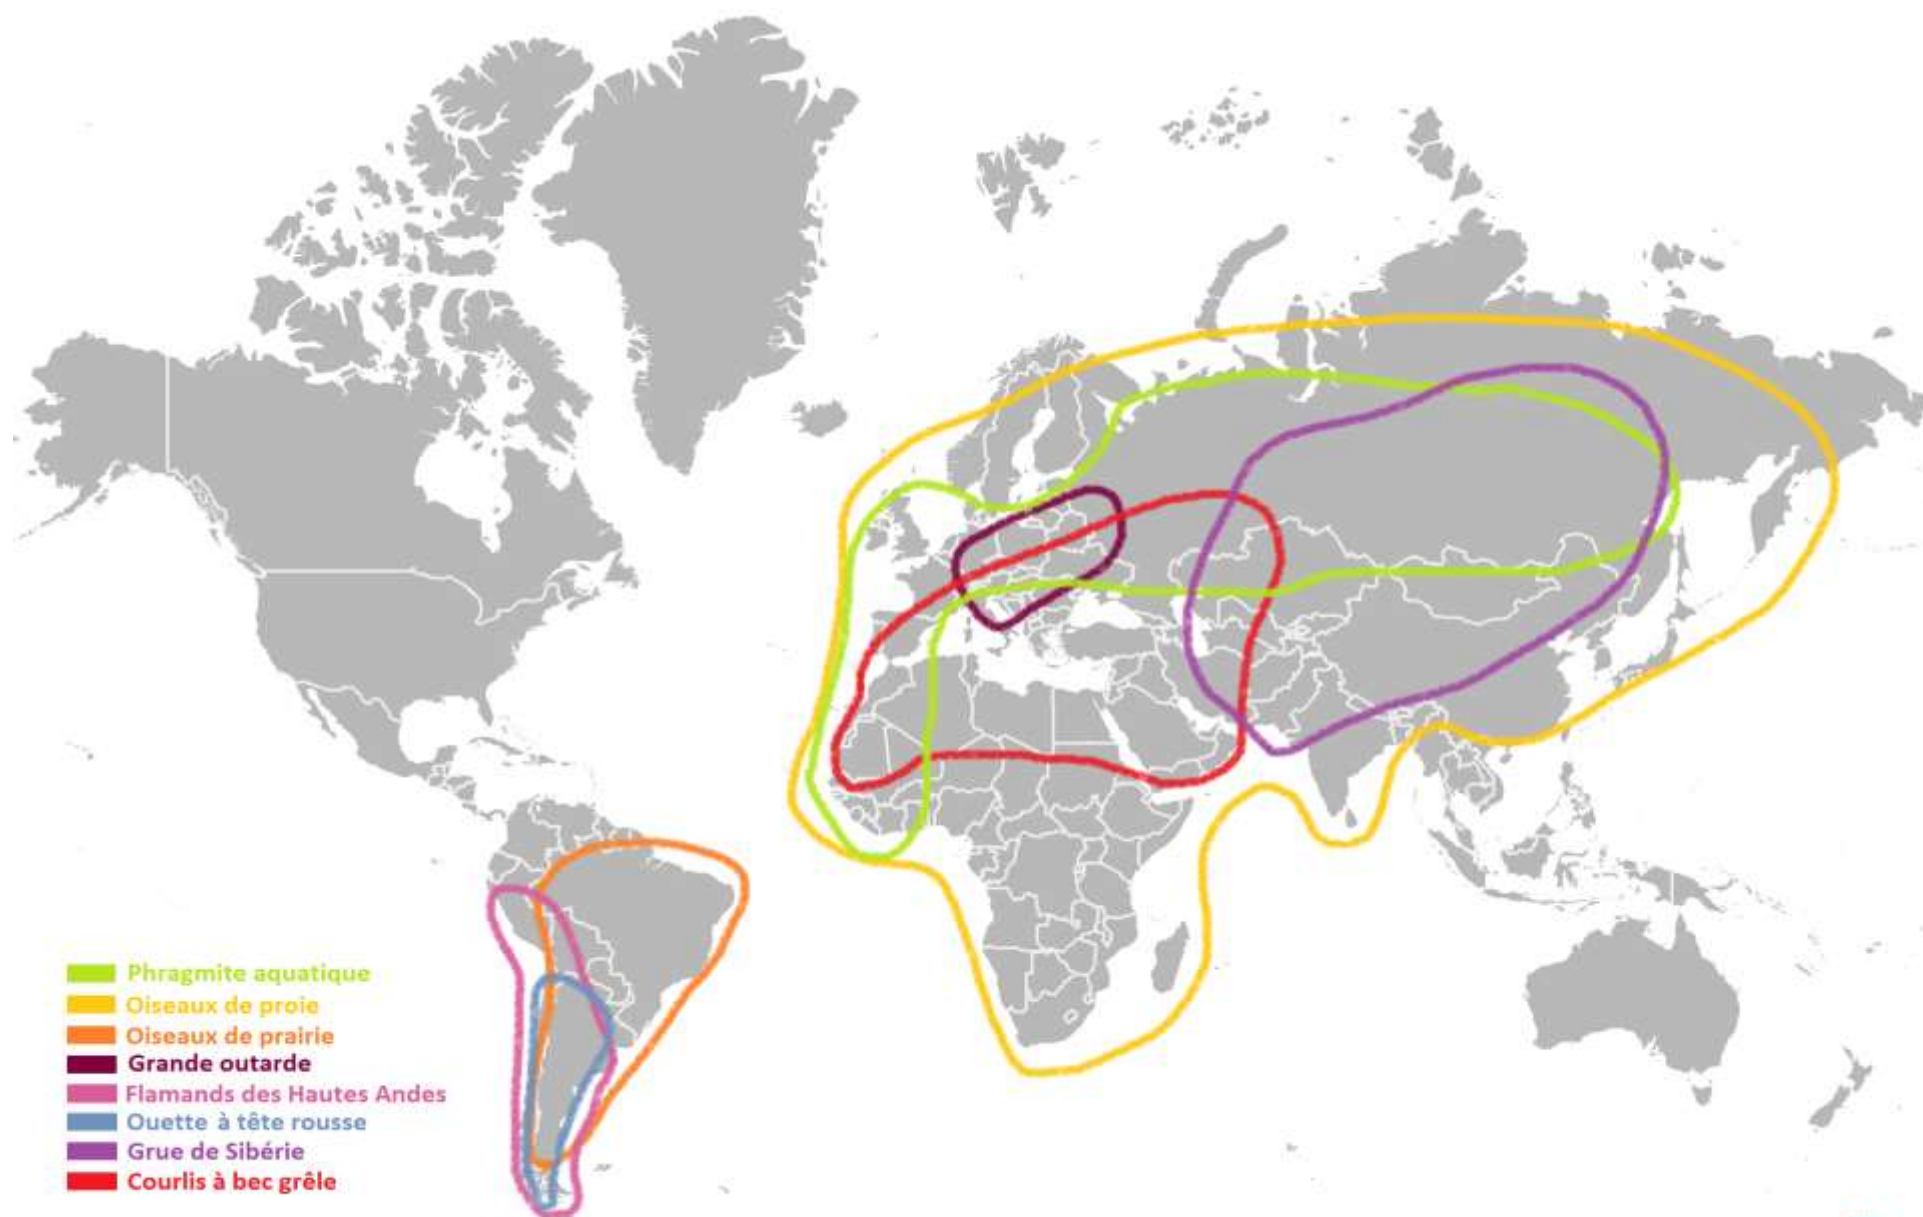 Phragmite aquatique
Oiseaux de proie
Oiseaux de prairie
Grande outarde
Flamands des Hautes Andes
Ouette à tête rousse
Grue de Sibérie
Courlis à bec grêle